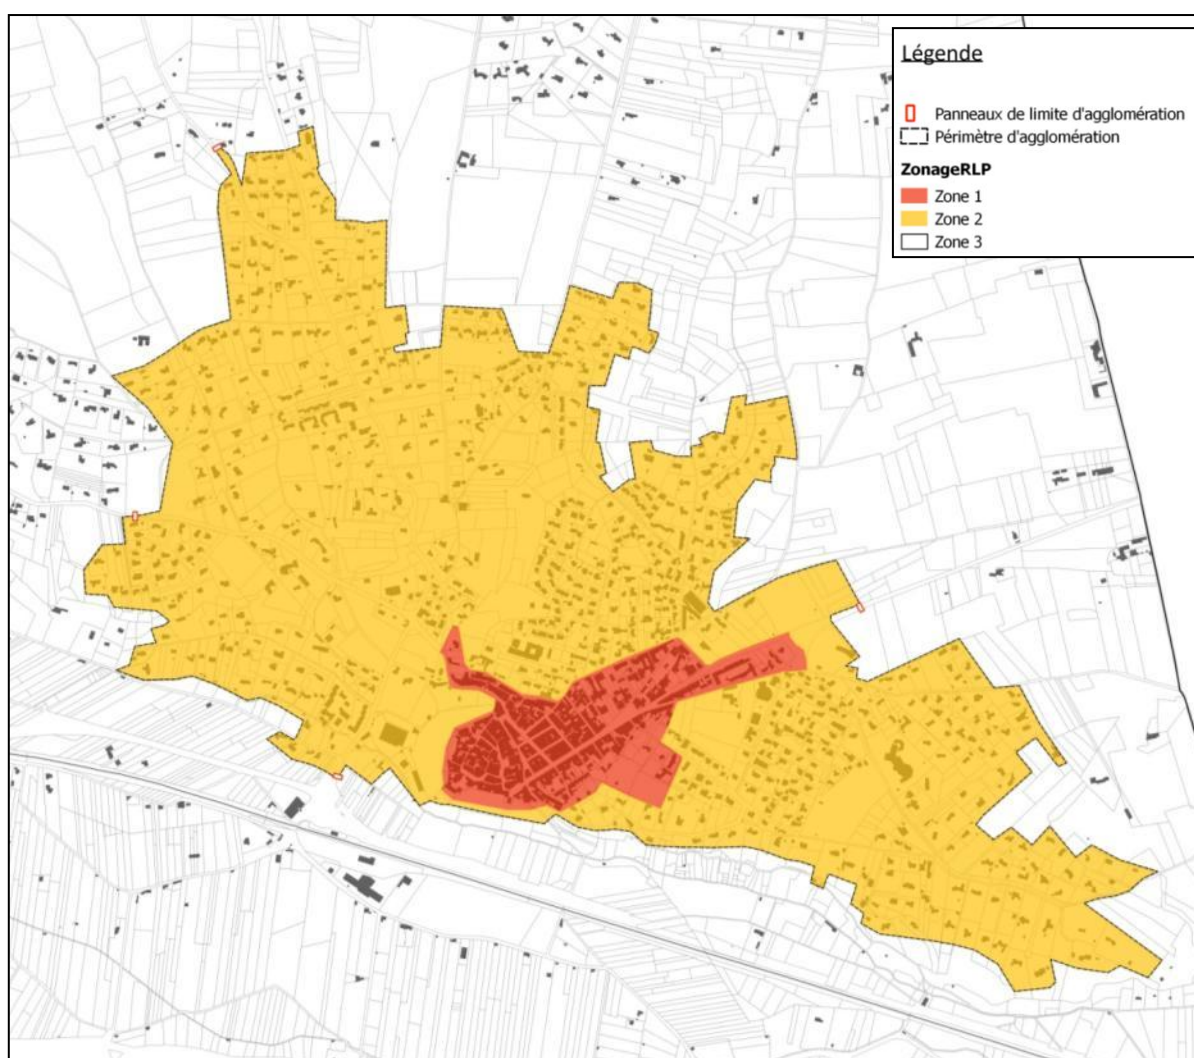 Légende
Panneaux de limite d'agglomération
Périmètre d'agglomération
ZonageRLP
Zone 1
Zone 2
Zone 3